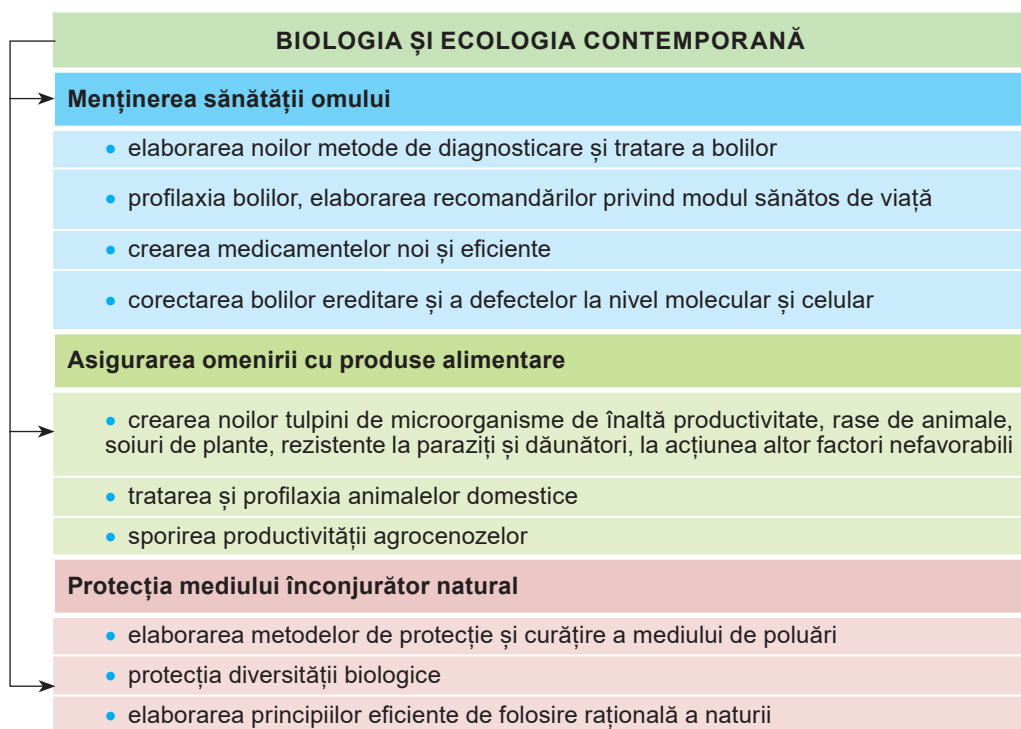 BIOLOGIA ȘI ECOLOGIA CONTEMPORANĂ
Menținerea sănătății omului
• elaborarea noilor metode de diagnosticare și tratare a bolilor
• profilaxia bolilor, elaborarea recomandărilor privind modul sănătos de viață
• crearea medicamentelor noi și eficiente
• corectarea bolilor ereditare și a defectelor la nivel molecular și celular
Asigurarea omenirii cu produse alimentare
• crearea noilor tulpini de microorganisme de înaltă productivitate, rase de animale,
soiuri de plante, rezistente la paraziți și dăunători, la acțiunea altor factori nefavorabili
• tratarea și profilaxia animalelor domestice
• sporirea productivității agrocenozelor
Protecția mediului înconjurător natural
• elaborarea metodelor de protecție și curățire a mediului de poluări
• protecția diversității biologice
• elaborarea principiilor eficiente de folosire rațională a naturii